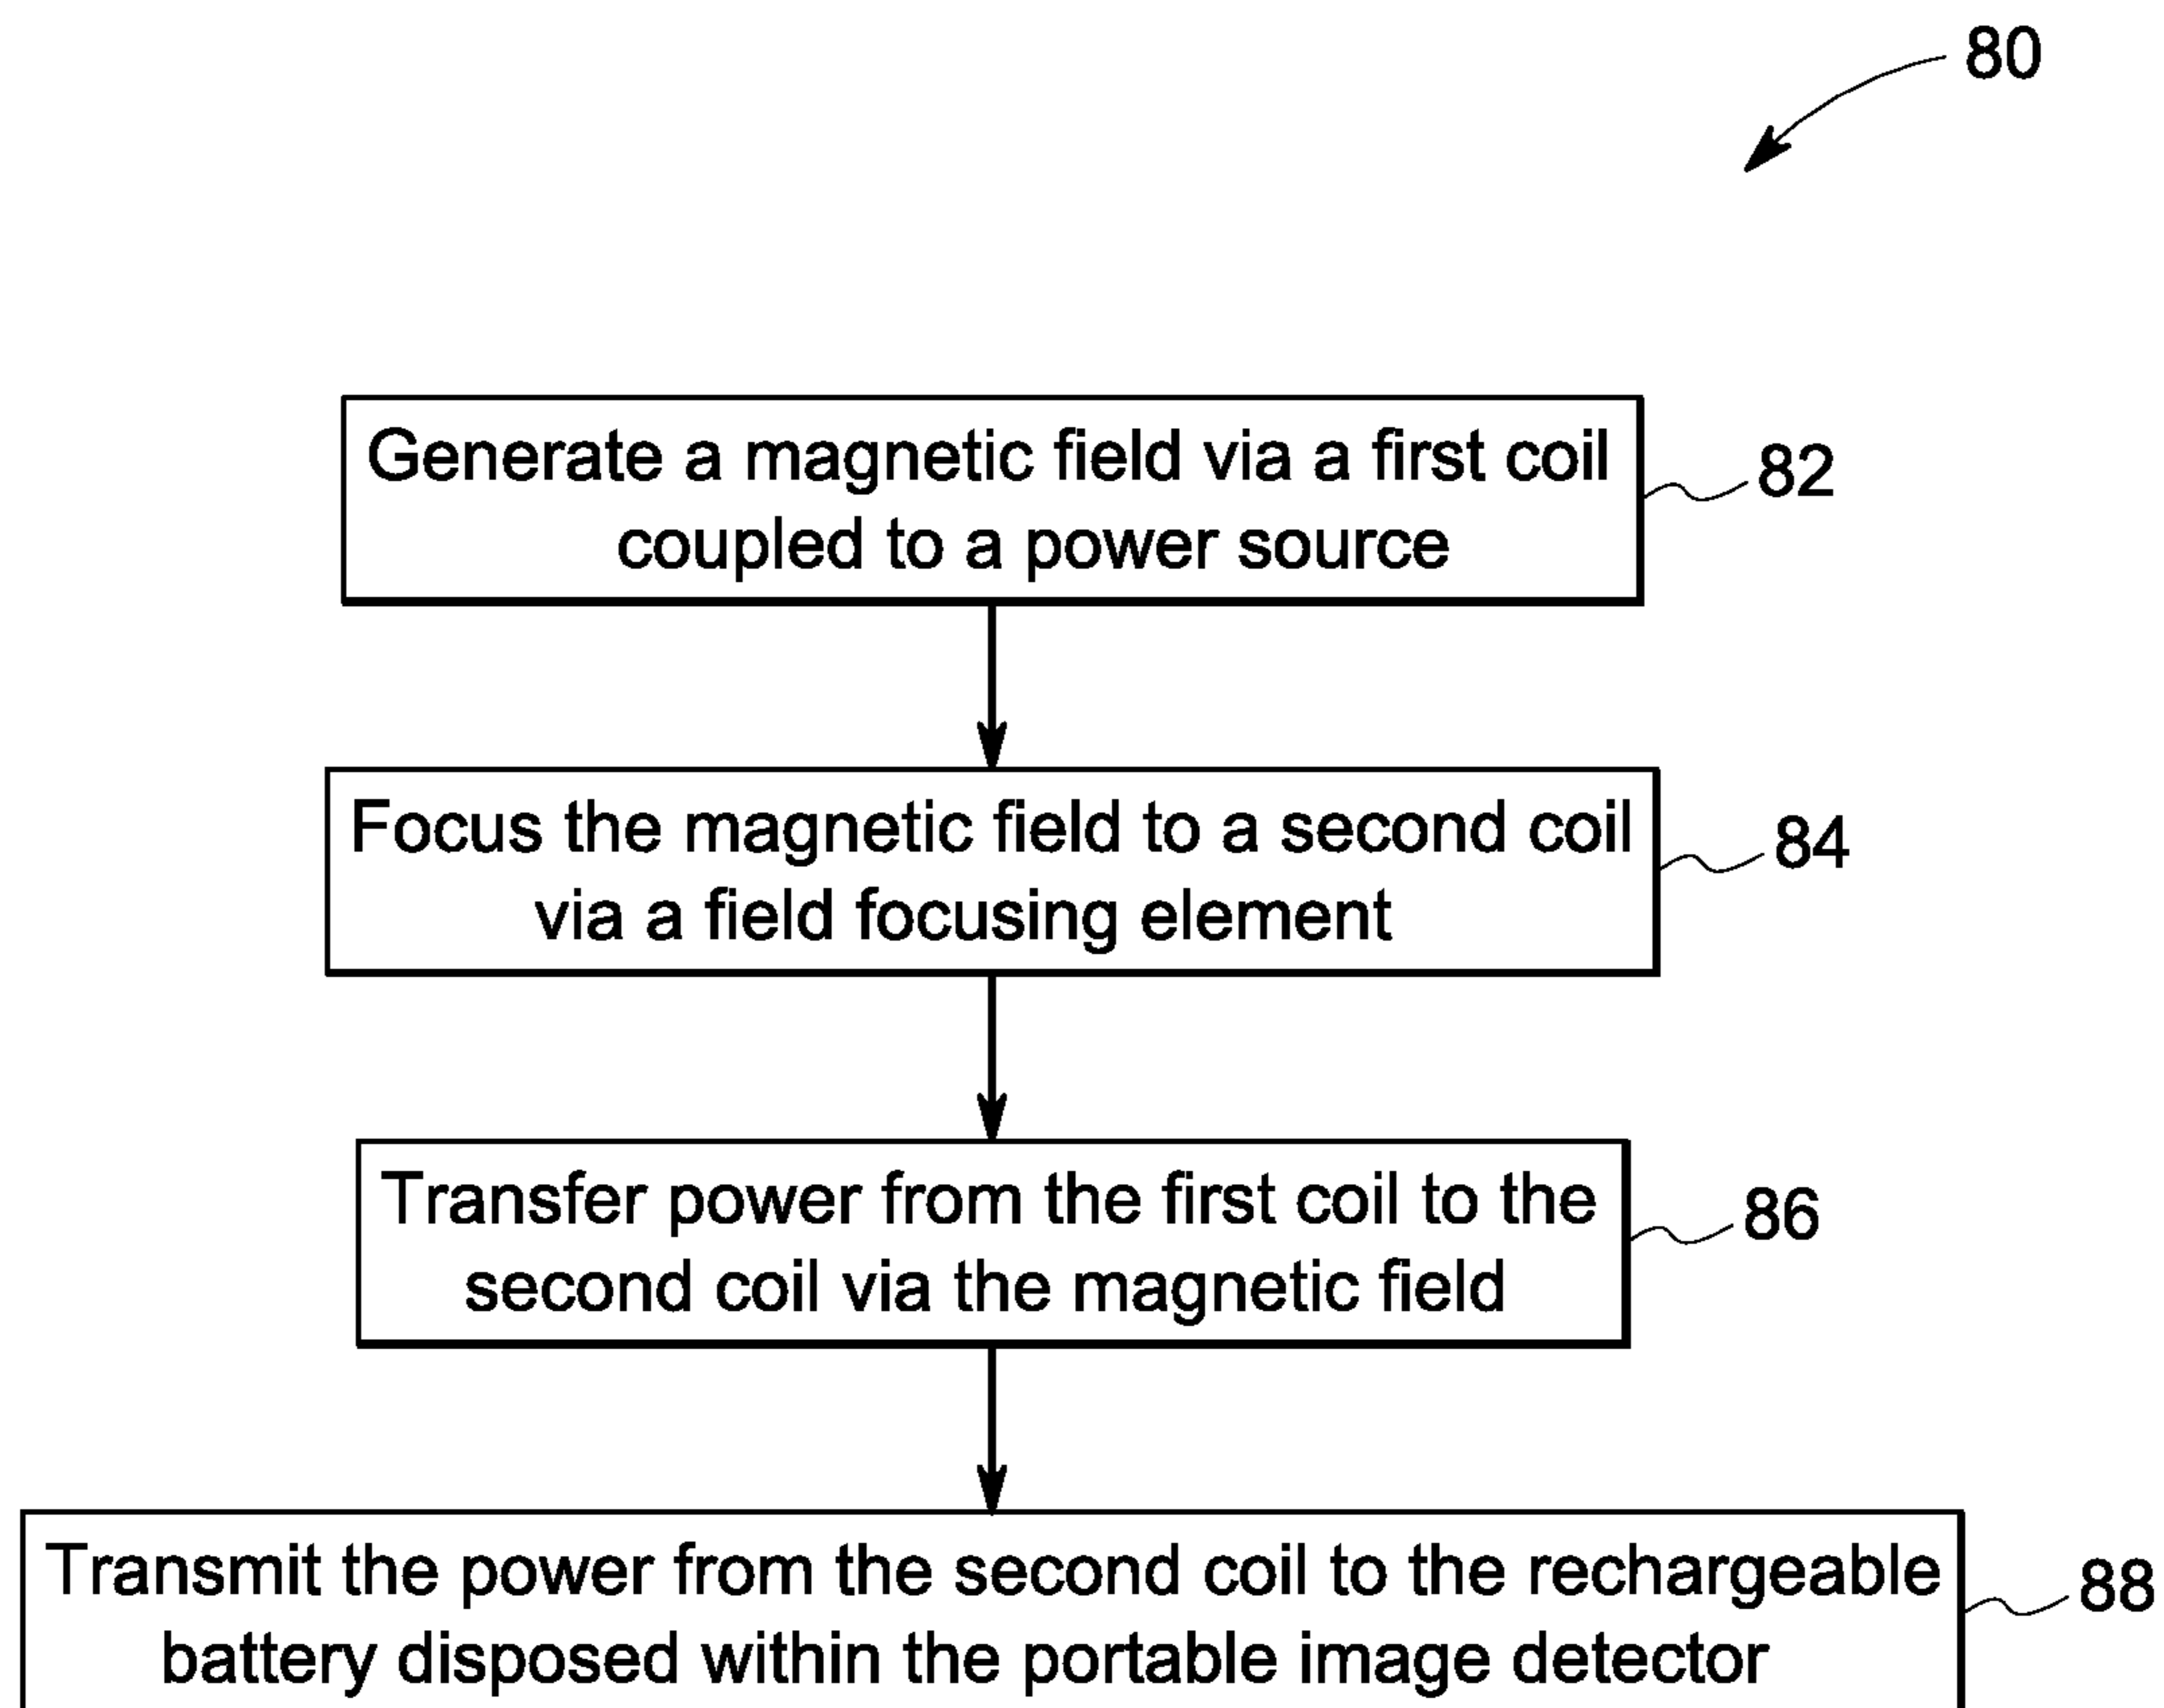 80
Generate a magnetic field via a first coil
coupled to a power source
82
Focus the magnetic field to a second coil
via a field focusing element
84
Transfer power from the first coil to the
second coil via the magnetic field
86
Transmit the power from the second coil to the rechargeable
battery disposed within the portable image detector
88